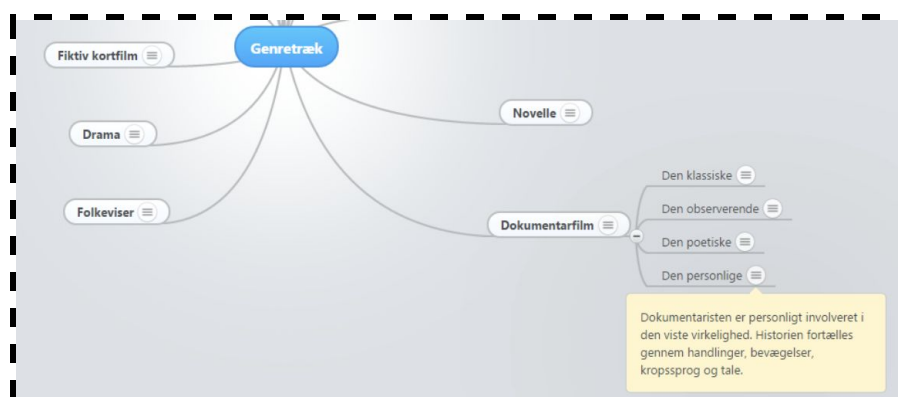 Genretræk
Fiktiv kortfilm
Drama
Folkeviser
Novelle
Dokumentarfilm
Den klassiske
Den observerende
Den poetiske
Den personlige
Dokumentaristen er personligt involveret i
den viste virkelighed. Historien fortælles
gennem handlinger, bevægelser,
kropssprog og tale.